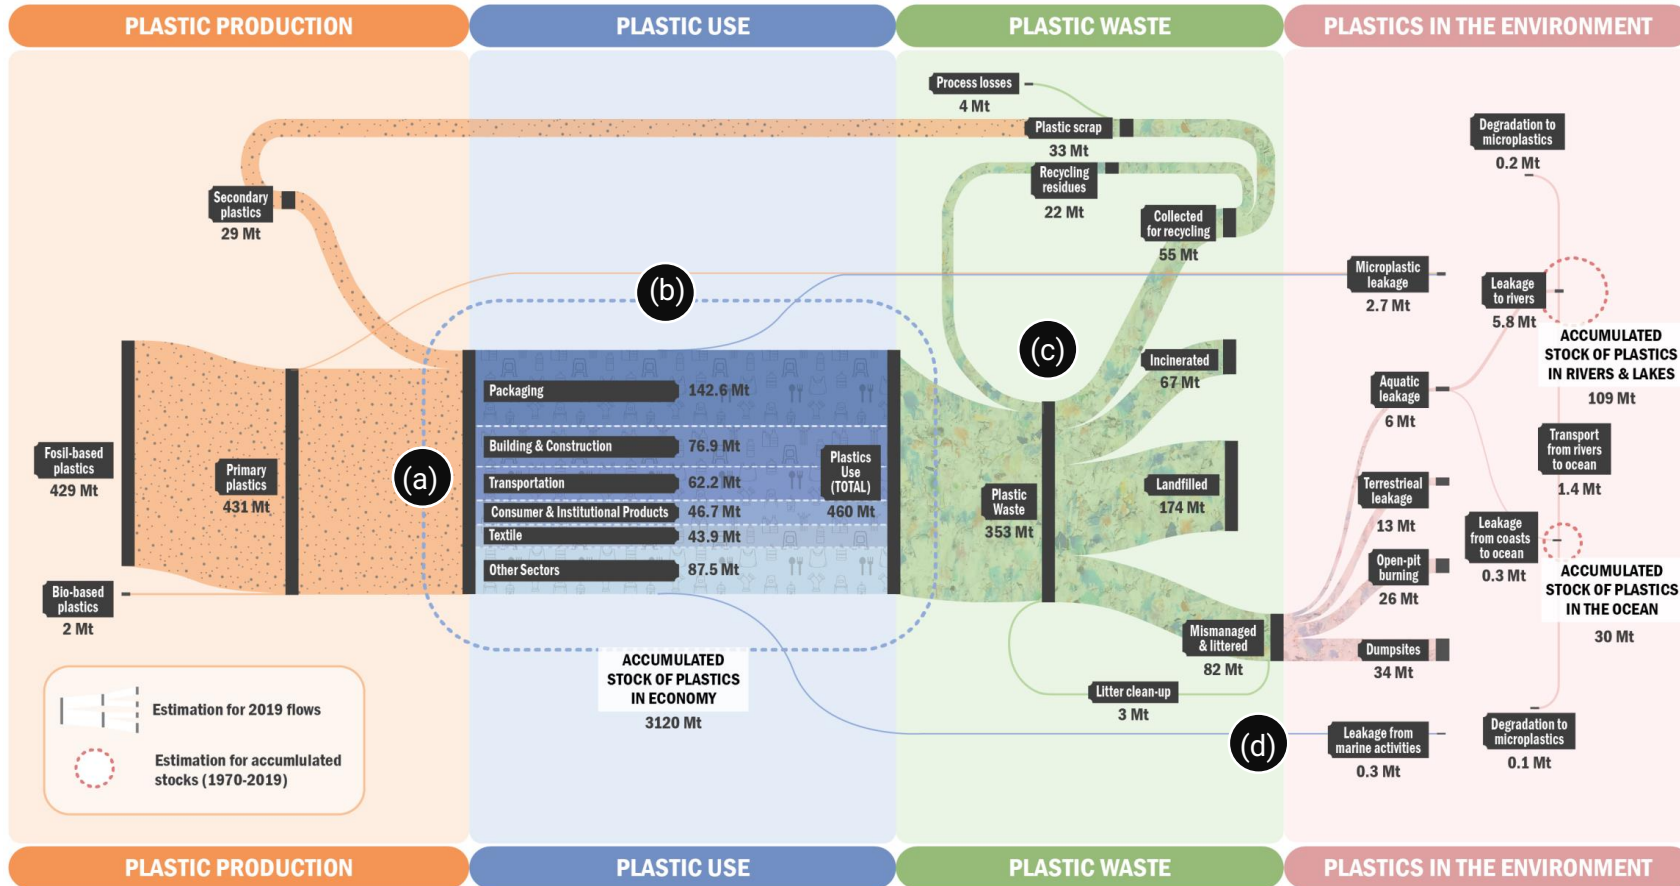 PLASTIC PRODUCTION
PLASTIC USE
PLASTIC WASTE
PLASTICS IN THE ENVIRONMENT
Secondary
plastics
29 Mt
Fosil-based
plastics
429 Mt
Primary
plastics
431 Mt
Bio-based
plastics
2 Mt
Estimation for 2019 flows
Estimation for accumlulated
stocks (1970-2019)
(a)
(b)
Packaging 142.6 Mt
Building & Construction 76.9 Mt
Transportation 62.2 Mt
Consumer & Institutional Products 46.7 Mt
Textile 43.9 Mt
Other Sectors 87.5 Mt
Plastics
Use
(TOTAL)
460 Mt
ACCUMULATED
STOCK OF PLASTICS
IN ECONOMY
3120 Mt
Process losses
4 Mt
Plastic scrap
33 Mt
Recycling
residues
22 Mt
Collected
for recycling
55 Mt
(c)
Incinerated
67 Mt
Plastic
Waste
353 Mt
Landfilled
174 Mt
Mismanaged
& littered
82 Mt
Litter clean-up
3 Mt
(d)
Degradation to
microplastics
0.2 Mt
Microplastic
leakage
2.7 Mt
Leakage
to rivers
5.8 Mt
ACCUMULATED
STOCK OF PLASTICS
IN RIVERS & LAKES
109 Mt
Aquatic
leakage
6 Mt
Transport
from rivers
to ocean
1.4 Mt
Terrestrieal
leakage
13 Mt
Leakage
from coasts
to ocean
0.3 Mt
Open-pit
burning
26 Mt
ACCUMULATED
STOCK OF PLASTICS
IN THE OCEAN
30 Mt
Dumpsites
34 Mt
Leakage from
marine activities
0.3 Mt
Degradation to
microplastics
0.1 Mt
PLASTIC PRODUCTION
PLASTIC USE
PLASTIC WASTE
PLASTICS IN THE ENVIRONMENT